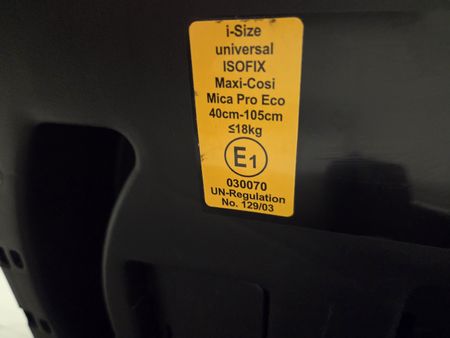 i-Size
universal
ISOFIX
Maxi-Cosi
Mica Pro Eco
40cm-105cm
≤18kg
E1
030070
UN-Regulation
No. 129/03